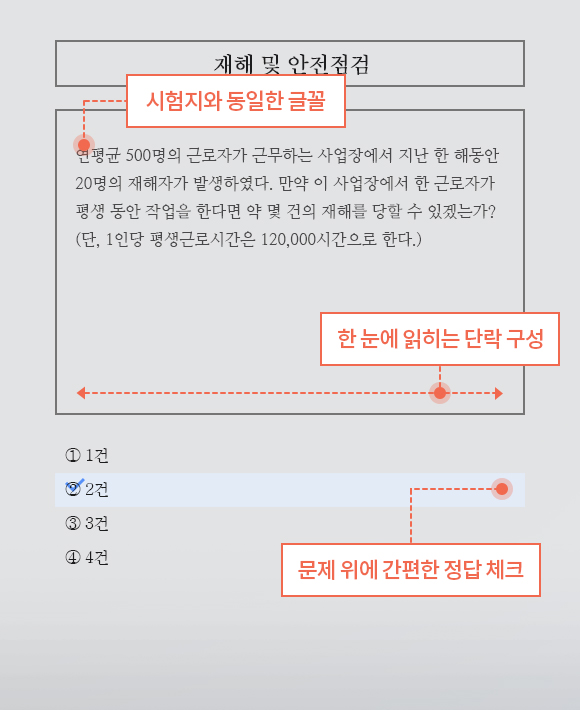 재해 및 안전점검
시험지와 동일한 글꼴
연평균 500명의 근로자가 근무하는 사업장에서 지난 한 해동안
20명의 재해자가 발생하였다. 만약 이 사업장에서 한 근로자가
평생 동안 작업을 한다면 약 몇 건의 재해를 당할 수 있겠는가?
(단, 1인당 평생근로시간은 120,000시간으로 한다.)
한 눈에 읽히는 단락 구성
① 1건
② 2건
③ 3건
④ 4건
문제 위에 간편한 정답 체크